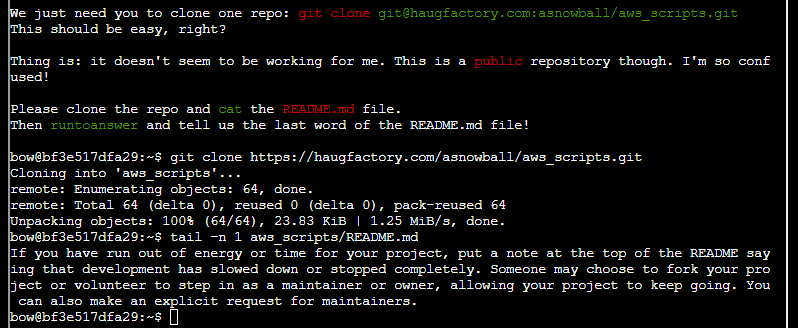 We just need you to clone one repo: git clone git@haugfactory.com:asnowball/aws_scripts.git
This should be easy, right?
Thing is: it doesn't seem to be working for me. This is a public repository though. I'm so conf
used!
Please clone the repo and cat the README.md file.
Then runtoanswer and tell us the last word of the README.md file!
bow@bf3e517dfa29:~$ git clone https://haugfactory.com/asnowball/aws_scripts.git
Cloning into 'aws_scripts'...
remote: Enumerating objects: 64, done.
remote: Total 64 (delta 0), reused 0 (delta 0), pack-reused 64
Unpacking objects: 100% (64/64), 23.83 KiB | 1.25 MiB/s, done.
bow@bf3e517dfa29:~$ tail -n 1 aws_scripts/README.md
If you have run out of energy or time for your project, put a note at the top of the README say
ing that development has slowed down or stopped completely. Someone may choose to fork your pro
ject or volunteer to step in as a maintainer or owner, allowing your project to keep going. You
 can also make an explicit request for maintainers.
bow@bf3e517dfa29:~$